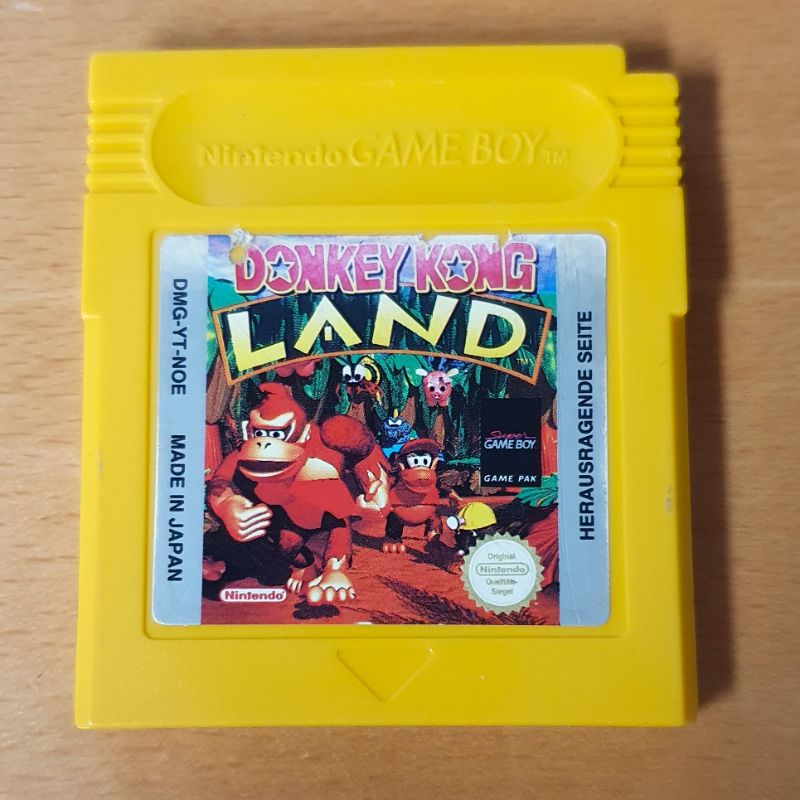 Nintendo GAME BOY TM
DONKEY KONG
LAND
DMG-YT-NOE MADE IN JAPAN
HERAUSRAGENDE SEITE
Super
GAME BOY
GAME PAK
Original
Nintendo
Qualitäts-
Siegel
Nintendo